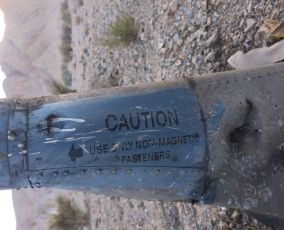 CAUTION
USE ONLY NON-MAGNETIC
FASTENERS